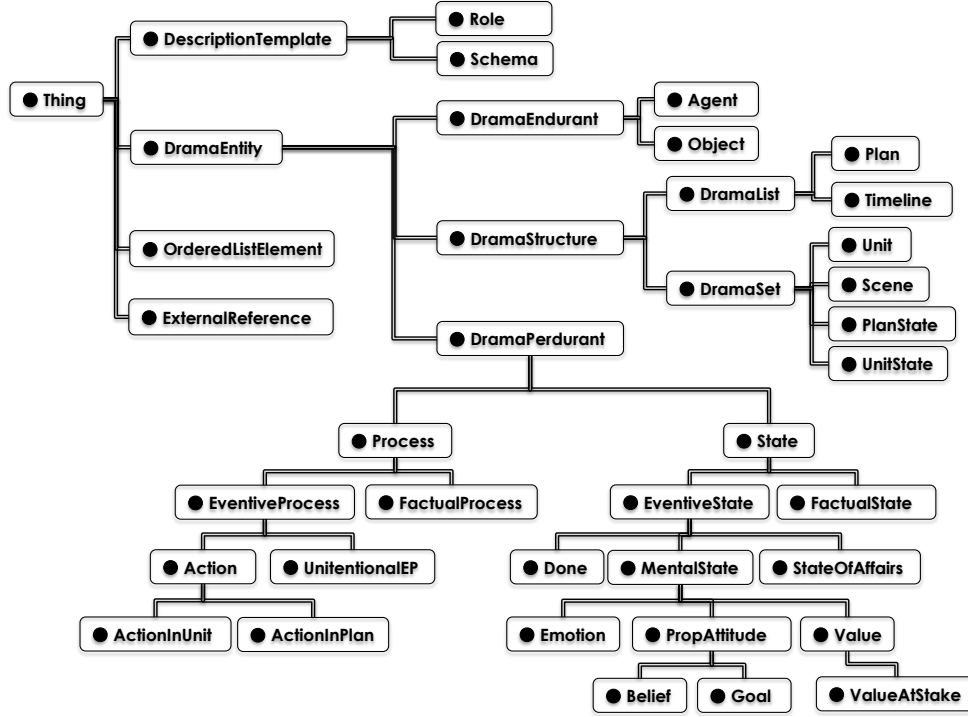 Role
DescriptionTemplate
Schema
Thing
Agent
DramaEndurant
DramaEntity
Object
Plan
DramaList
Timeline
DramaStructure
Unit
OrderedListElement
DramaSet
Scene
ExternalReference
PlanState
DramaPerdurant
UnitState
Process
State
EventiveProcess
FactualProcess
EventiveState
FactualState
Action
UnitentionalEP
Done
MentalState
StateOfAffairs
ActionInUnit
ActionInPlan
Emotion
PropAttitude
Value
Belief
Goal
ValueAtStake